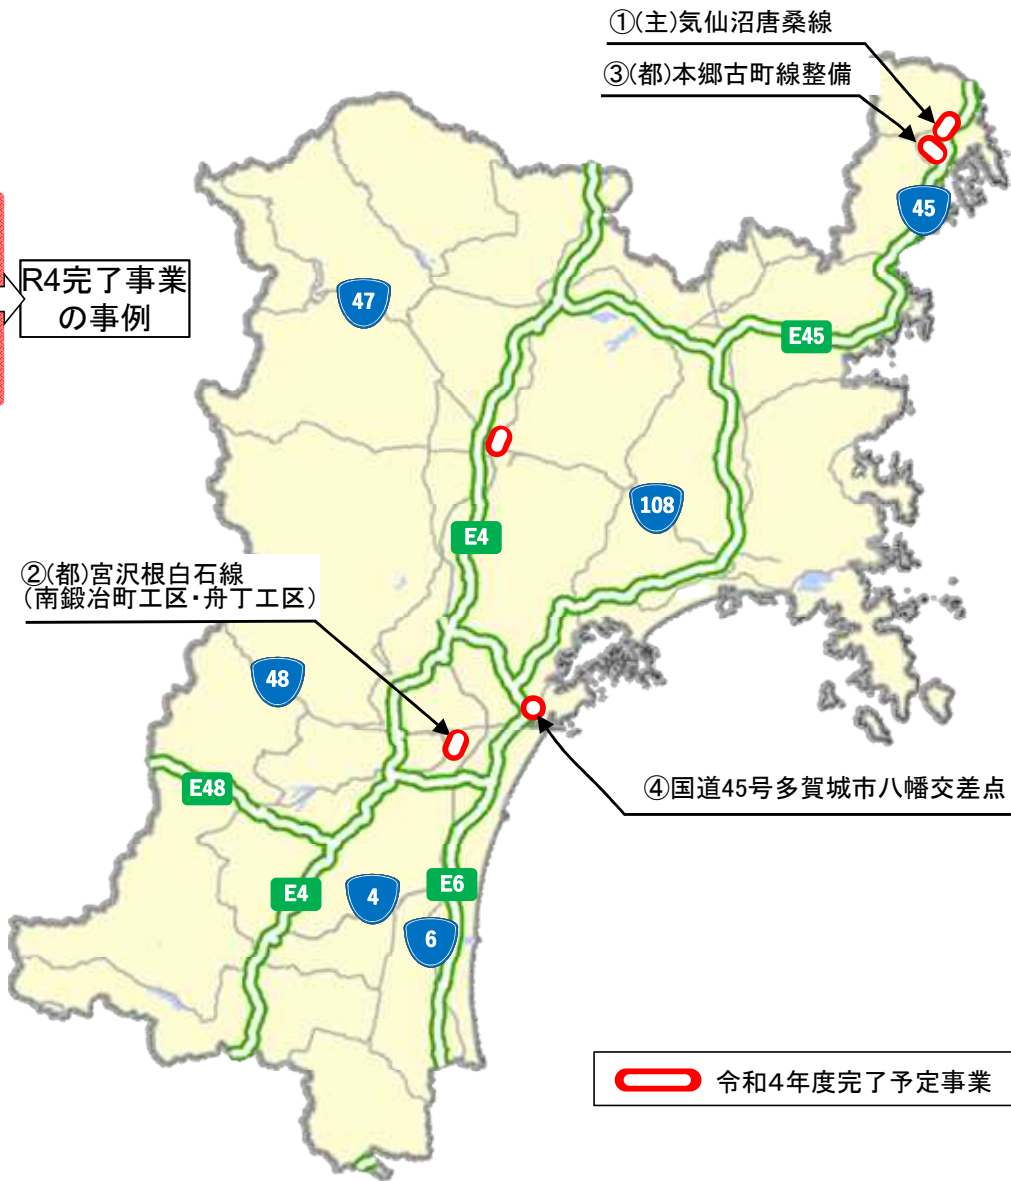 ①(主)気仙沼唐桑線
③(都)本郷古町線整備
45
R4完了事業
の事例
47
E45
108
E4
②(都)宮沢根白石線
(南鍛冶町工区・舟丁工区)
48
E48
④国道45号多賀城市八幡交差点
E4
4
E6
6
令和4年度完了予定事業